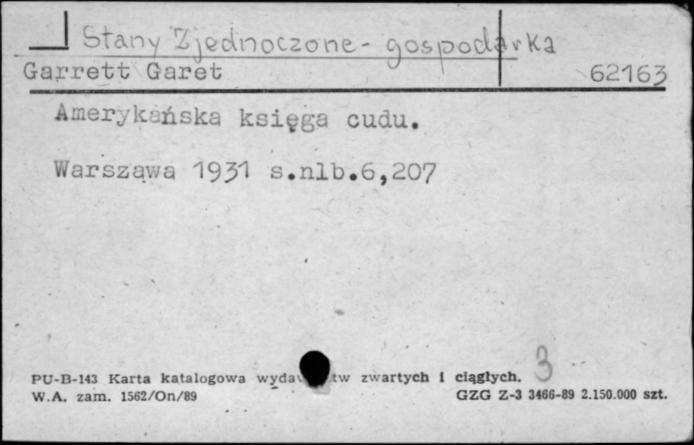 Stany Zjednoczone - gospodarka
Garrett Garet 62163
Amerykańska księga cudu.
Warszawa 1931 s.nlb.6,207
3
PU-B-143 Karta katalogowa tw zwartych i ciągłych.
W.A. zam. 1562/On/89 GZG Z-3 3466-89 2.150.000 szt.